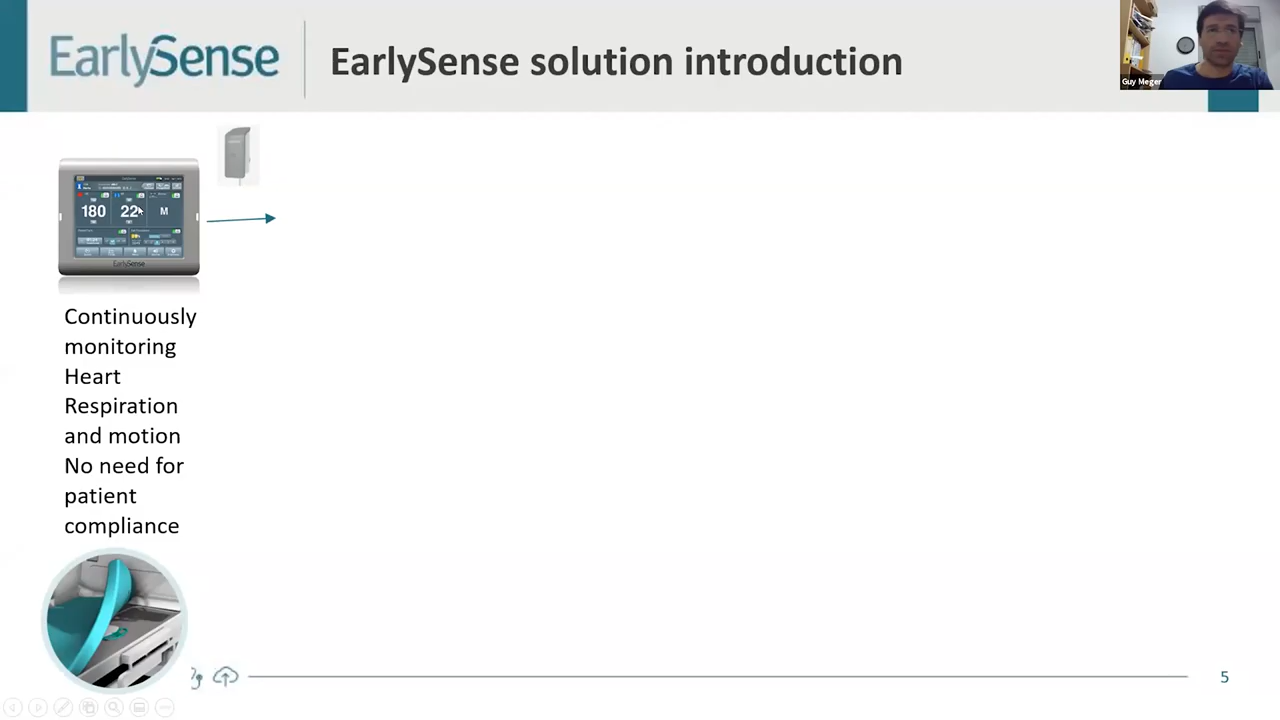 EarlySense
EarlySense solution introduction
Guy Meger
180
22
M
EarlySense
Continuously
monitoring
Heart
Respiration
and motion
No need for
patient
compliance
5